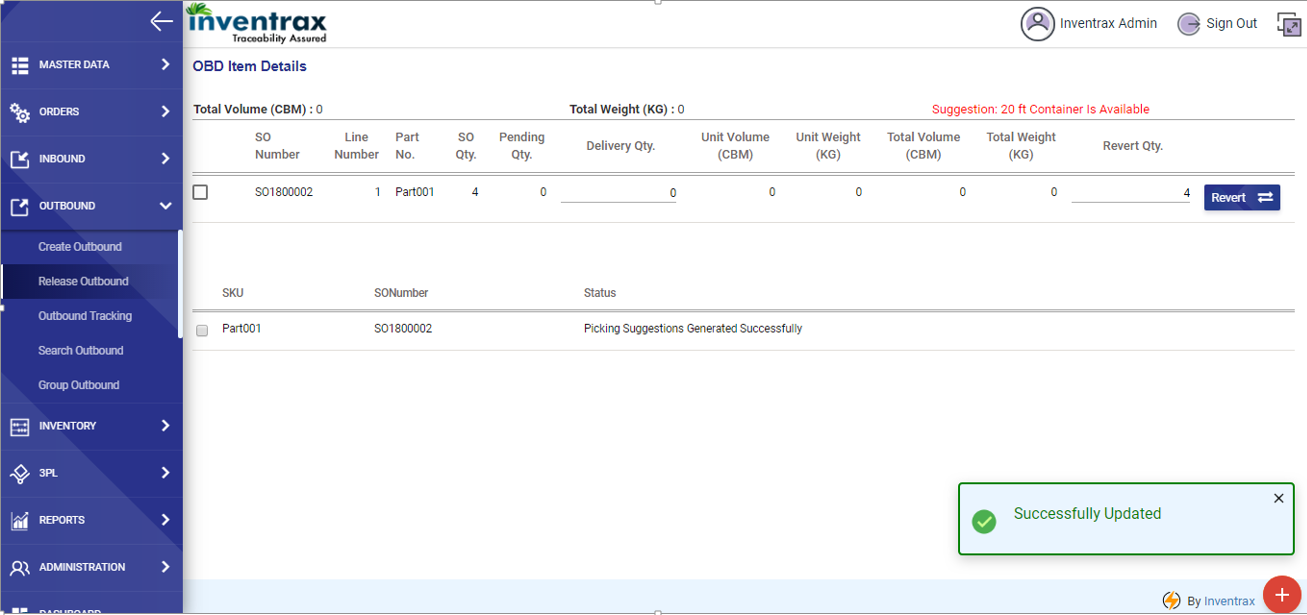 inventrax
Traceability Assured
Inventrax Admin
Sign Out
MASTER DATA
ORDERS
INBOUND
OUTBOUND
Create Outbound
Release Outbound
Outbound Tracking
Search Outbound
Group Outbound
INVENTORY
3PL
REPORTS
ADMINISTRATION
DASHBOARD
OBD Item Details
Total Volume (CBM) : 0 Total Weight (KG) : 0 Suggestion: 20 ft Container Is Available
SO Line Part SO Pending Delivery Qty. Unit Volume Unit Weight Total Volume Total Weight Revert Qty.
Number Number No. Qty. Qty. (CBM) (KG) (CBM) (KG)
SO1800002 1 Part001 4 0 0 0 0 0 0 4 Revert
SKU SONumber Status
Part001 SO1800002 Picking Suggestions Generated Successfully
Successfully Updated
By Inventrax